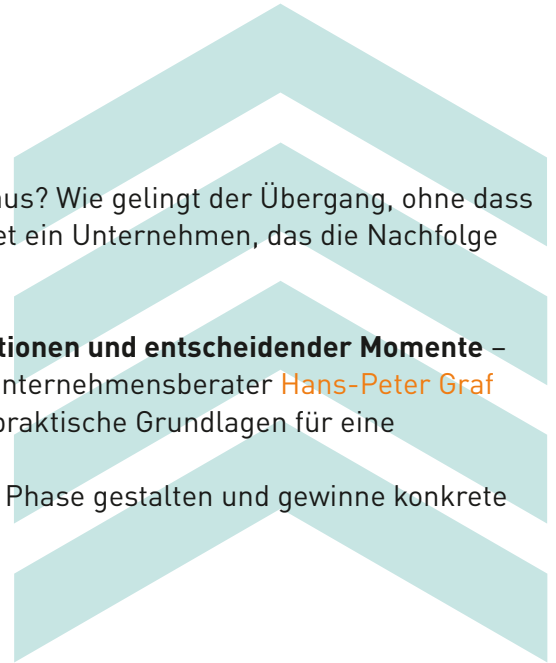 aus? Wie gelingt der Übergang, ohne dass
et ein Unternehmen, das die Nachfolge
tionen und entscheidender Momente –
nternehmensberater Hans-Peter Graf
praktische Grundlagen für eine
Phase gestalten und gewinne konkrete